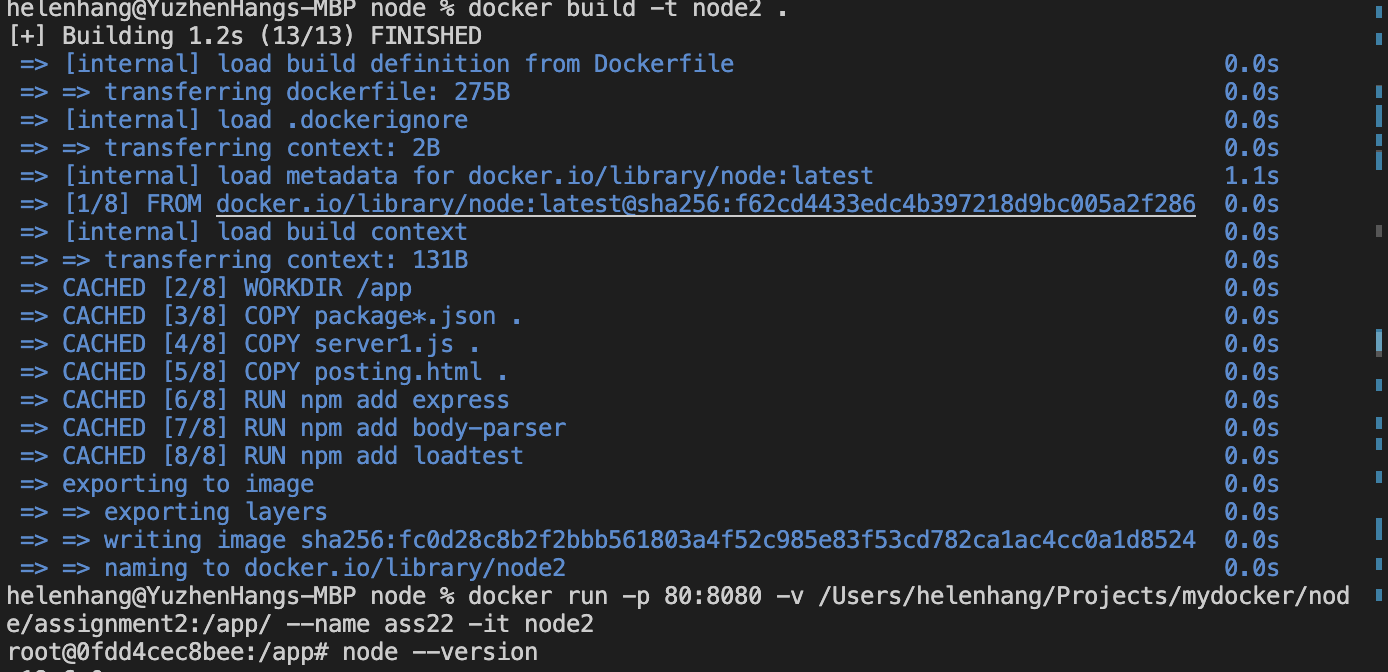 helenhang@YuzhenHangs-MBP node % docker build -t node2 .
[+] Building 1.2s (13/13) FINISHED
=> [internal] load build definition from Dockerfile 0.0s
=> => transferring dockerfile: 275B 0.0s
=> [internal] load .dockerignore 0.0s
=> => transferring context: 2B 0.0s
=> [internal] load metadata for docker.io/library/node:latest 1.1s
=> [1/8] FROM docker.io/library/node:latest@sha256:f62cd4433edc4b397218d9bc005a2f286 0.0s
=> [internal] load build context 0.0s
=> => transferring context: 131B 0.0s
=> CACHED [2/8] WORKDIR /app 0.0s
=> CACHED [3/8] COPY package*.json . 0.0s
=> CACHED [4/8] COPY server1.js . 0.0s
=> CACHED [5/8] COPY posting.html . 0.0s
=> CACHED [6/8] RUN npm add express 0.0s
=> CACHED [7/8] RUN npm add body-parser 0.0s
=> CACHED [8/8] RUN npm add loadtest 0.0s
=> exporting to image 0.0s
=> => exporting layers 0.0s
=> => writing image sha256:fc0d28c8b2f2bbb561803a4f52c985e83f53cd782ca1ac4cc0a1d8524 0.0s
=> => naming to docker.io/library/node2 0.0s
helenhang@YuzhenHangs-MBP node % docker run -p 80:8080 -v /Users/helenhang/Projects/mydocker/nod
e/assignment2:/app/ --name ass22 -it node2
root@0fdd4cec8bee:/app# node --version